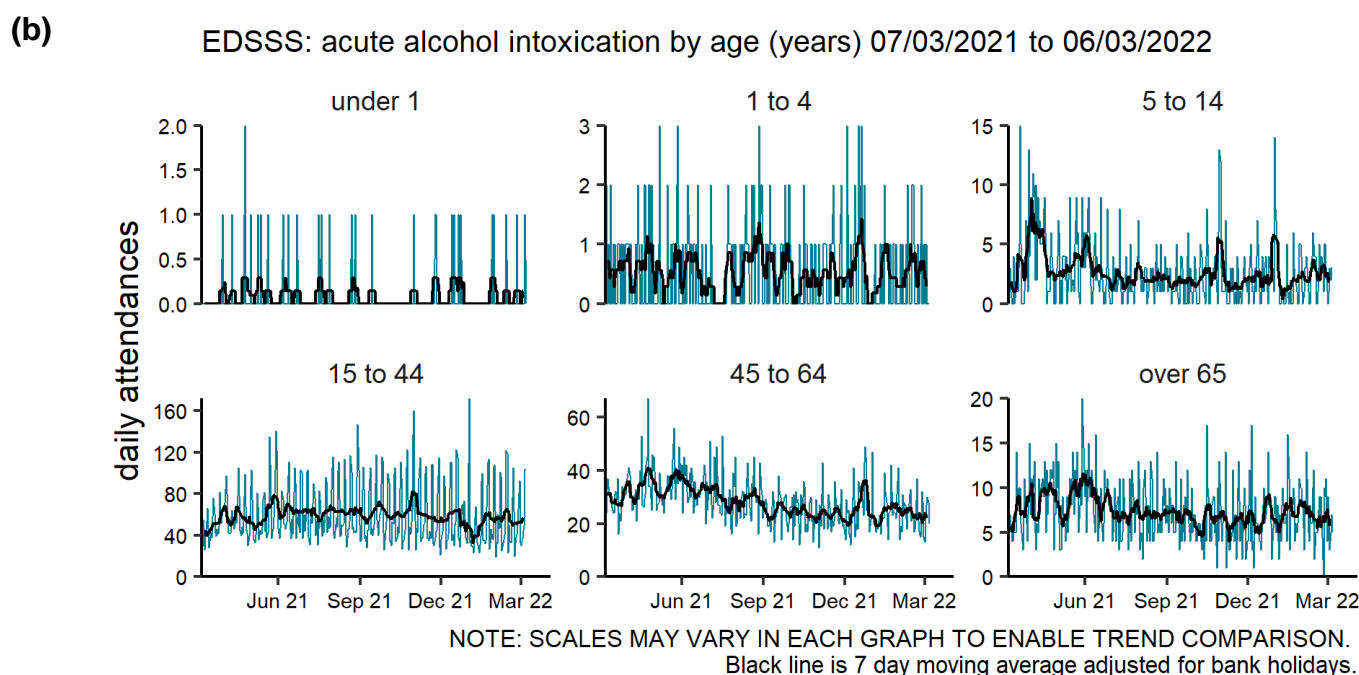 (b)
EDSSS: acute alcohol intoxication by age (years) 07/03/2021 to 06/03/2022
daily attendances
under 1
2.0
1.5
1.0
0.5
0.0
1 to 4
3
2
1
0
5 to 14
15
10
5
0
15 to 44
160
120
80
40
0
Jun 21 Sep 21 Dec 21 Mar 22
45 to 64
60
40
20
0
Jun 21 Sep 21 Dec 21 Mar 22
over 65
20
15
10
5
0
Jun 21 Sep 21 Dec 21 Mar 22
NOTE: SCALES MAY VARY IN EACH GRAPH TO ENABLE TREND COMPARISON.
Black line is 7 day moving average adjusted for bank holidays.